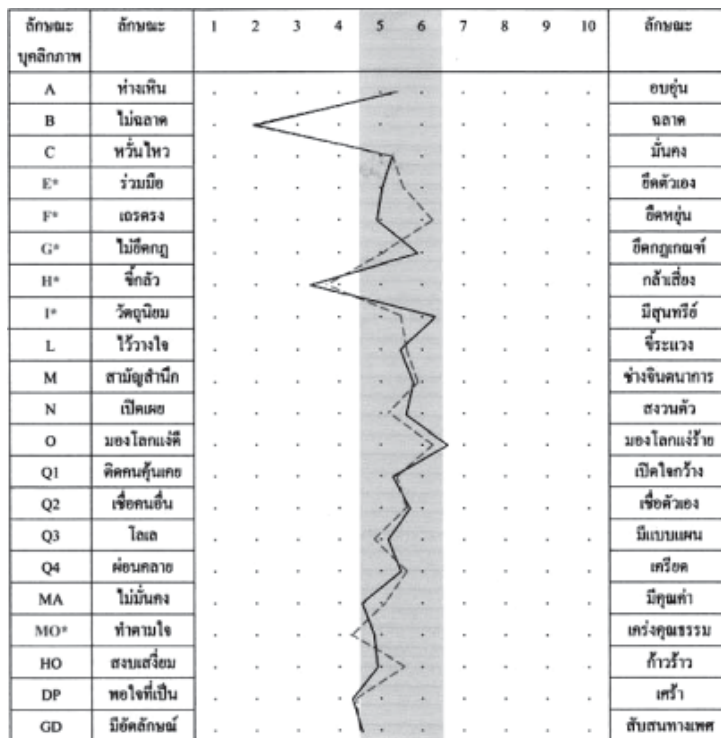 ลักษณะ ลักษณะ 1 2 3 4 5 6 7 8 9 10 ลักษณะ
บุคลิกภาพ
A ห่างเหิน อบอุ่น
B ไม่ฉลาด ฉลาด
C หวั่นไหว มั่นคง
E* ร่วมมือ ยึดตัวเอง
F* เถรตรง ยืดหยุ่น
G* ไม่ยึดกฎ ยึดกฎเกณฑ์
H* ขี้กลัว กล้าเสี่ยง
I* วัตถุนิยม มีสุนทรีย์
L ไว้วางใจ ขี้ระแวง
M สามัญสำนึก ช่างจินตนาการ
N เปิดเผย สงวนตัว
O มองโลกแง่ดี มองโลกแง่ร้าย
Q1 ติดคนคุ้นเคย เปิดใจกว้าง
Q2 เชื่อคนอื่น เชื่อตัวเอง
Q3 โลเล มีแบบแผน
Q4 ผ่อนคลาย เครียด
MA ไม่มั่นคง มีคุณค่า
MO* ทำตามใจ เคร่งคุณธรรม
HO สงบเสงี่ยม ก้าวร้าว
DP พอใจที่เป็น เศร้า
GD มีอัตลักษณ์ สับสนทางเพศ